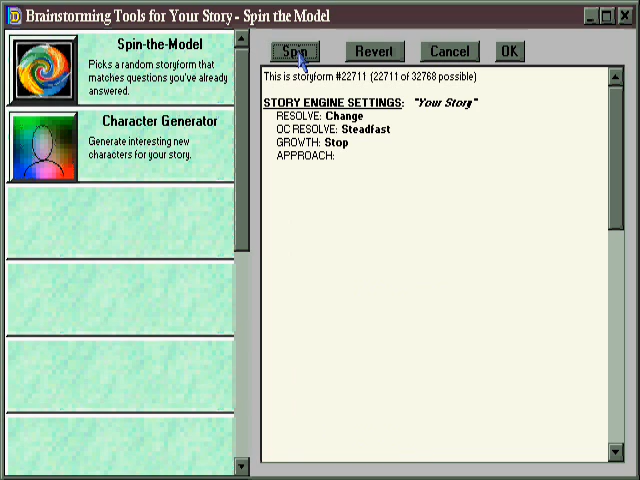 Brainstorming Tools for Your Story - Spin the Model
Spin-the-Model
Picks a random storyform that
matches questions you've already
answered.
Character Generator
Generate interesting new
characters for your story.
Spin Revert Cancel OK
This is storyform #22711 (22711 of 32768 possible)
STORY ENGINE SETTINGS: "Your Story"
RESOLVE: Change
OC RESOLVE: Steadfast
GROWTH: Stop
APPROACH: